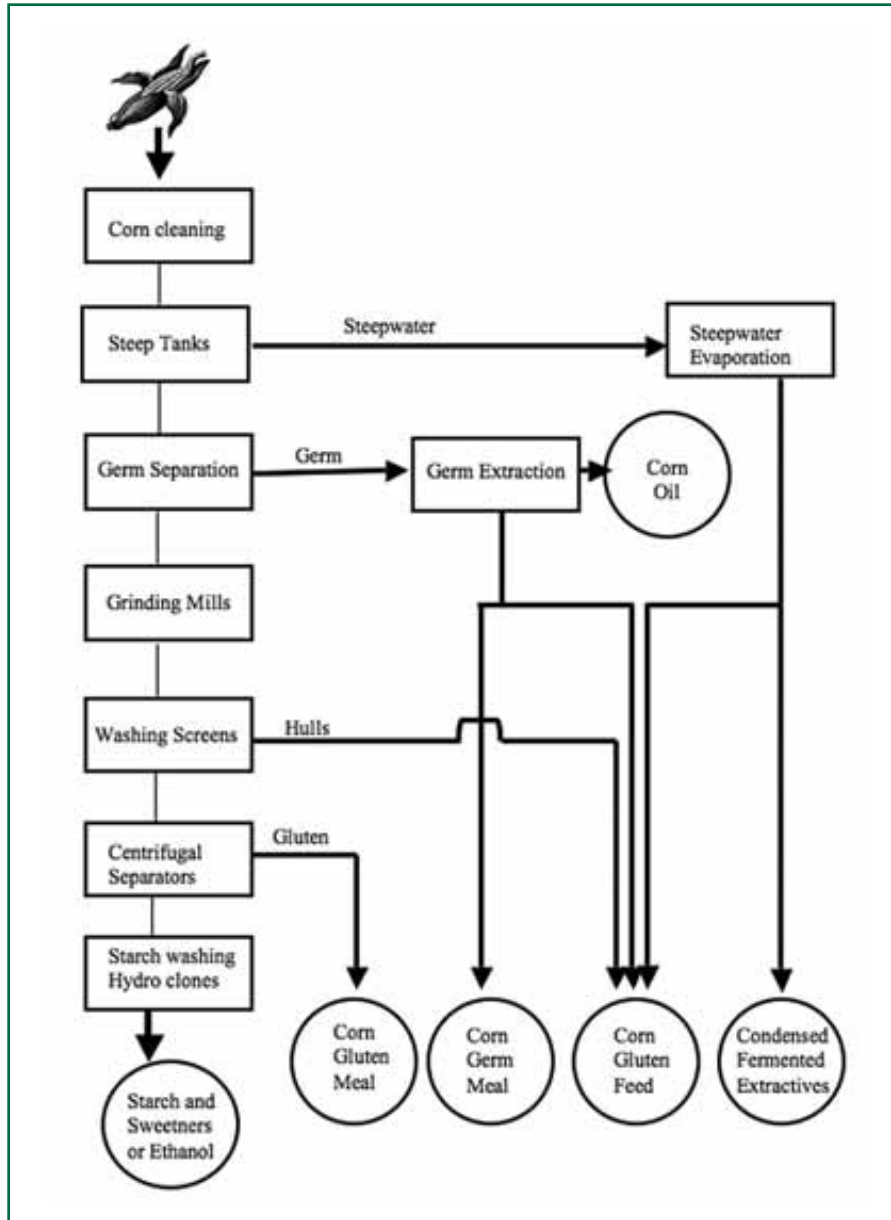 Corn cleaning
Steep Tanks
Steepwater
Steepwater
Evaporation
Germ Separation
Germ
Germ Extraction
Corn
Oil
Grinding Mills
Washing Screens
Hulls
Centrifugal
Separators
Gluten
Starch washing
Hydro clones
Corn
Gluten
Meal
Corn
Germ
Meal
Corn
Gluten
Feed
Condensed
Fermented
Extractives
Starch and
Sweetners
or Ethanol